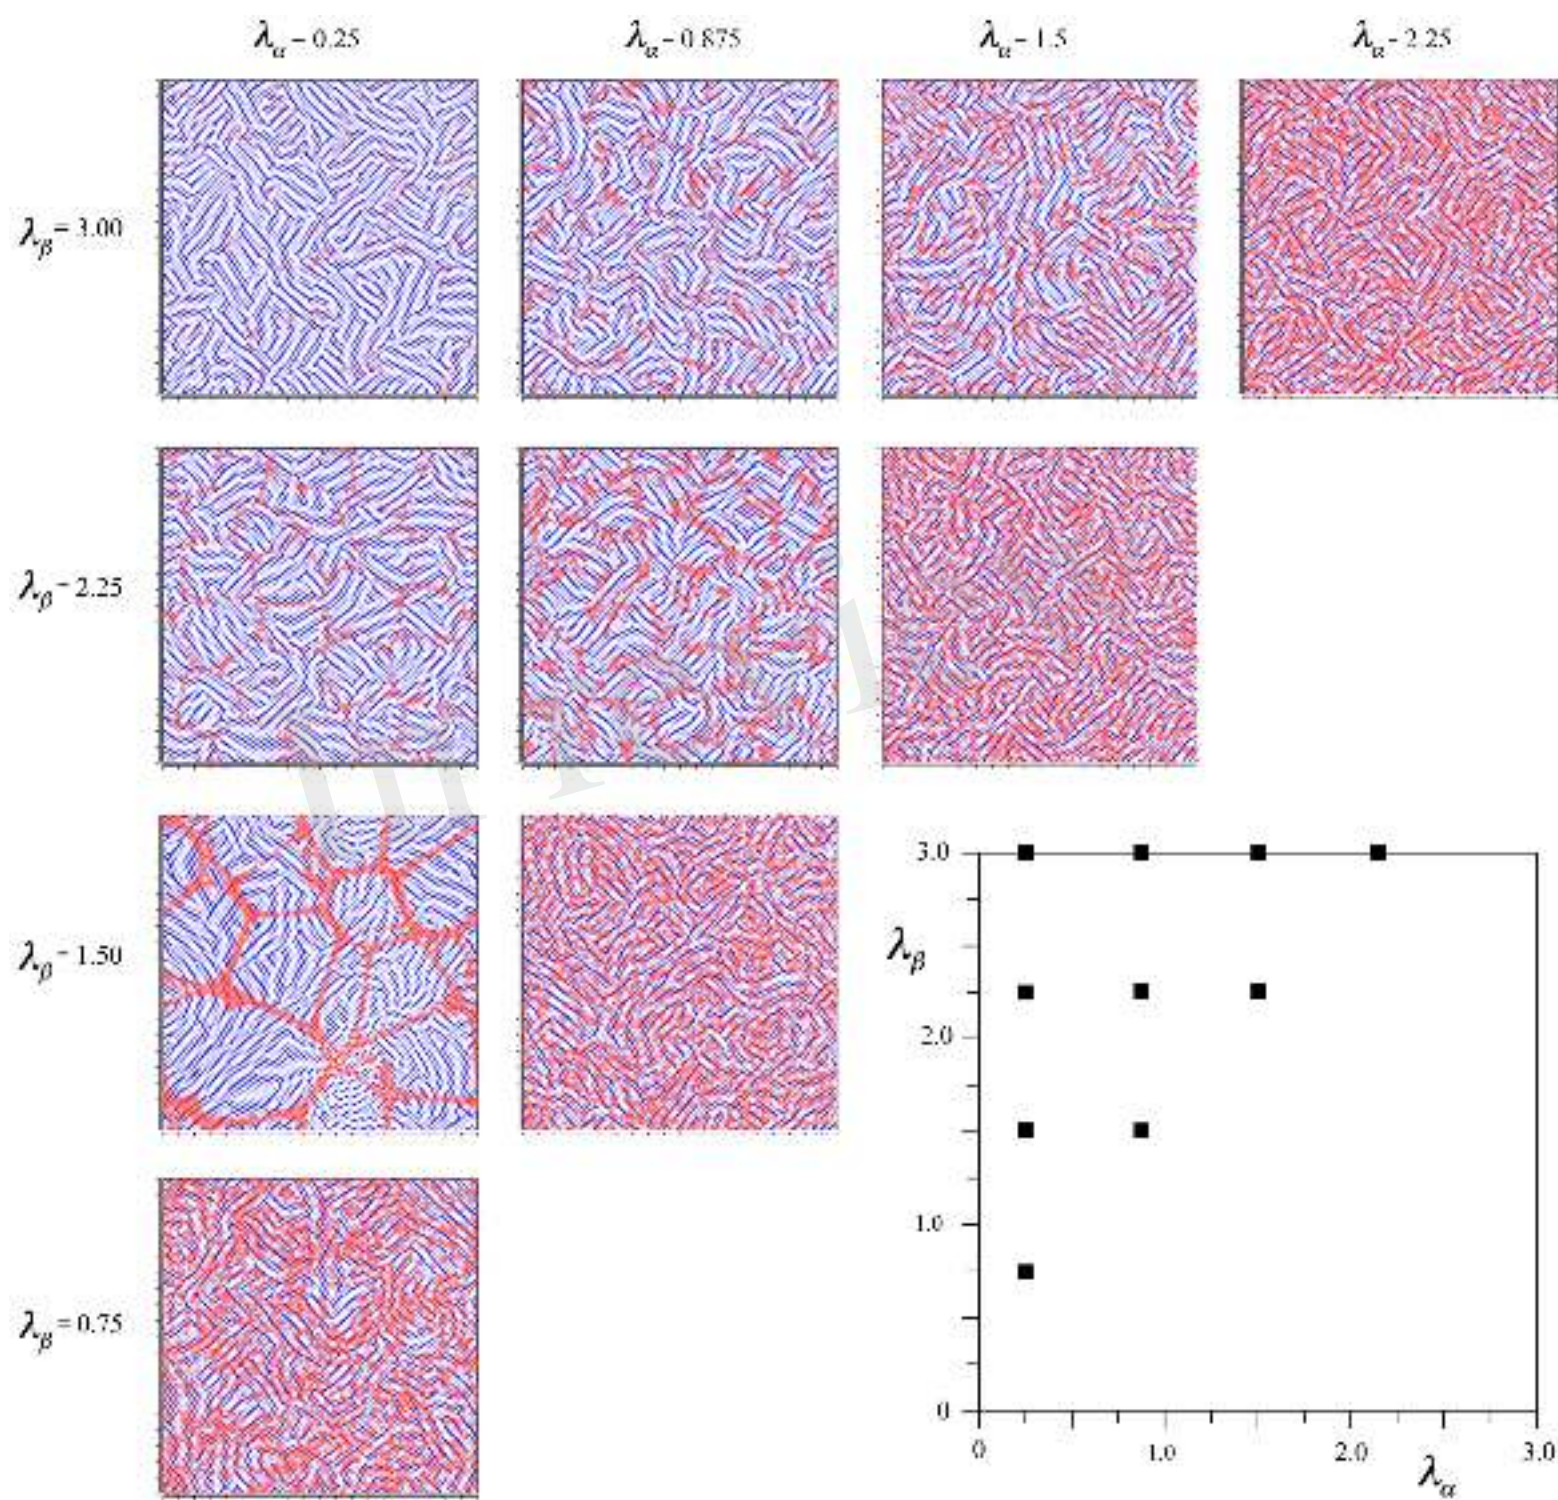 λα – 0.25 λα – 0.875 λα – 1.5 λα – 2.25
λβ = 3.00
λβ – 2.25
λβ – 1.50
λβ = 0.75
3.0
λβ
2.0
1.0
0
0 1.0 2.0 3.0
λα